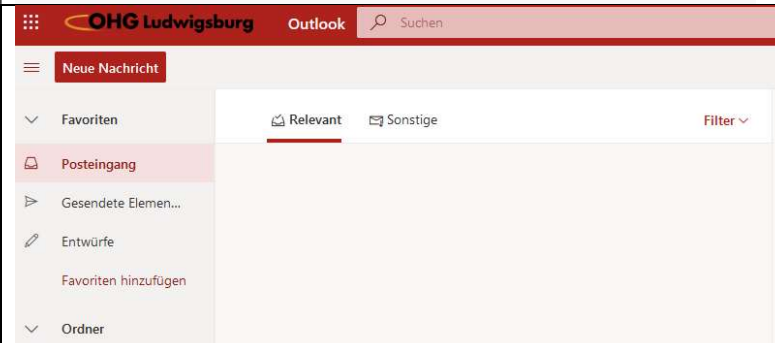 OHG Ludwigsburg Outlook Suchen
Neue Nachricht
Favoriten Relevant Sonstige Filter
Posteingang
Gesendete Elemen...
Entwürfe
Favoriten hinzufügen
Ordner